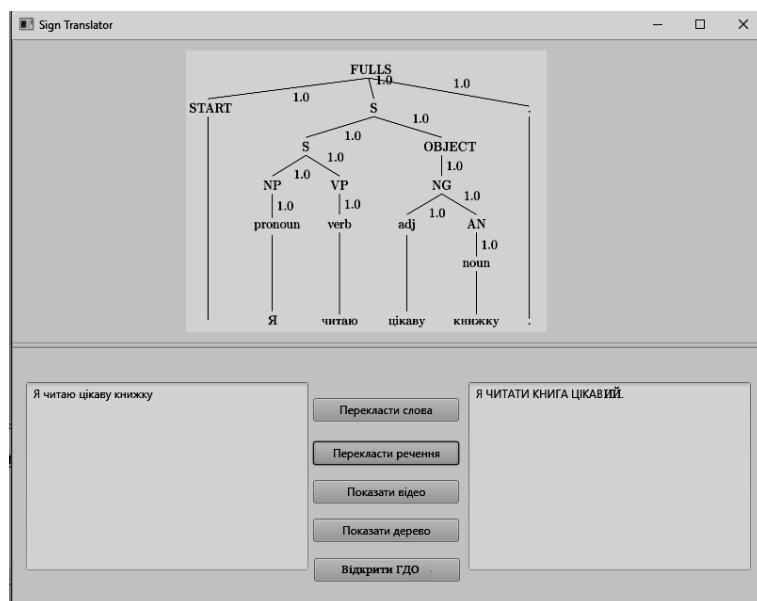 Sign Translator
FULLS
1.0
1.0 1.0
START S .
1.0 1.0
S OBJECT
1.0 1.0 1.0
NP VP NG
1.0 1.0 1.0 1.0
pronoun verb adj AN
1.0
noun
Я читаю цікаву книжку .
Я читаю цікаву книжку
Я ЧИТАТИ КНИГА ЦІКАВИЙ.
Перекласти слова
Перекласти речення
Показати відео
Показати дерево
Відкрити ГДО